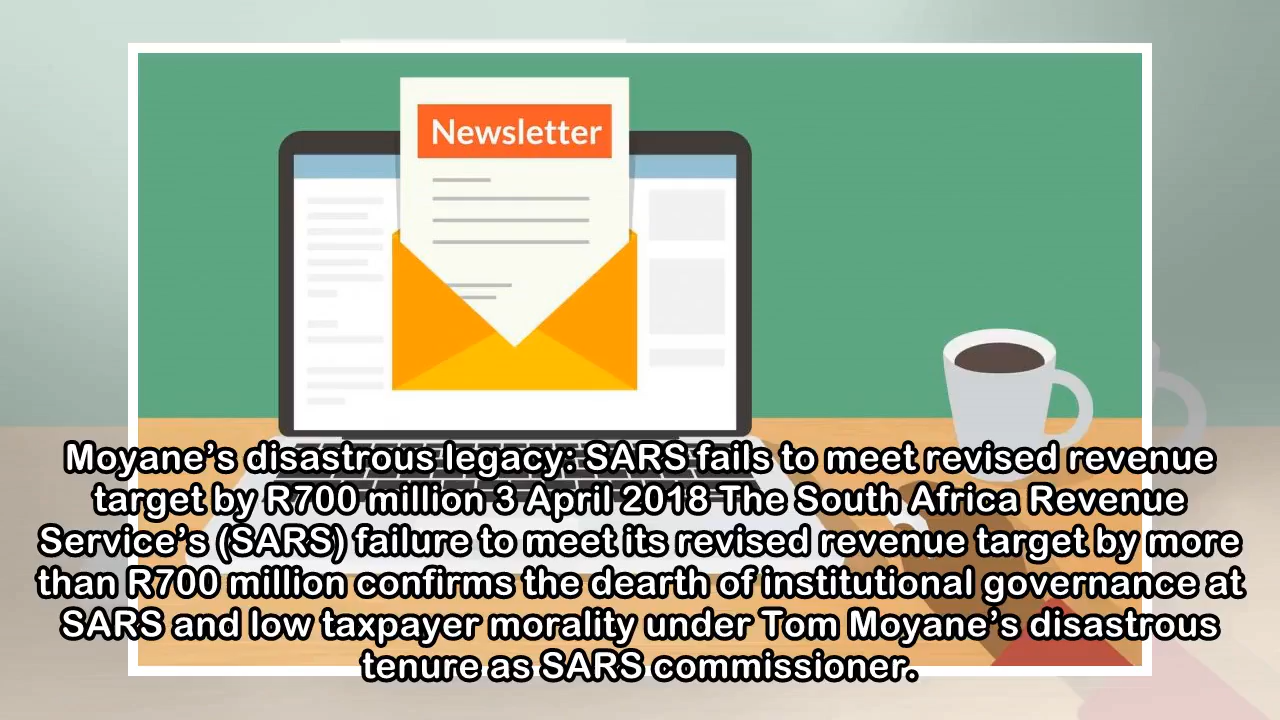 Newsletter
Moyane’s disastrous legacy: SARS fails to meet revised revenue
target by R700 million 3 April 2018 The South Africa Revenue
Service’s (SARS) failure to meet its revised revenue target by more
than R700 million confirms the dearth of institutional governance at
SARS and low taxpayer morality under Tom Moyane’s disastrous
tenure as SARS commissioner.